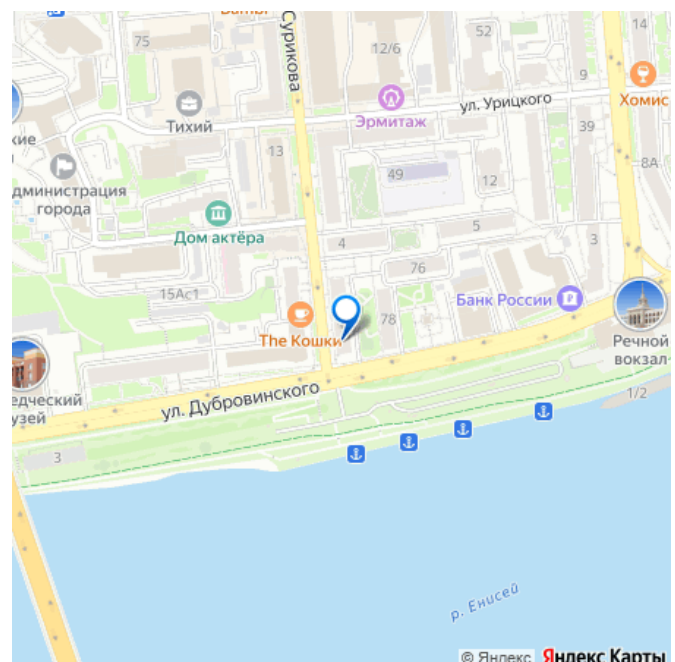 75
Сурикова
12/6
52
14
Тихий
Эрмитаж
ул. Урицкого
9
Хомис
39
13
кие
49
12
8А
дминистрация
города
Дом актёра
4
5
3
76
15Ас1
The Кошки
78
Банк России
Речной
вокзал
едческий
узей
ул. Дубровинского
1/2
3
р. Енисей
© Яндекс Яндекс Карты